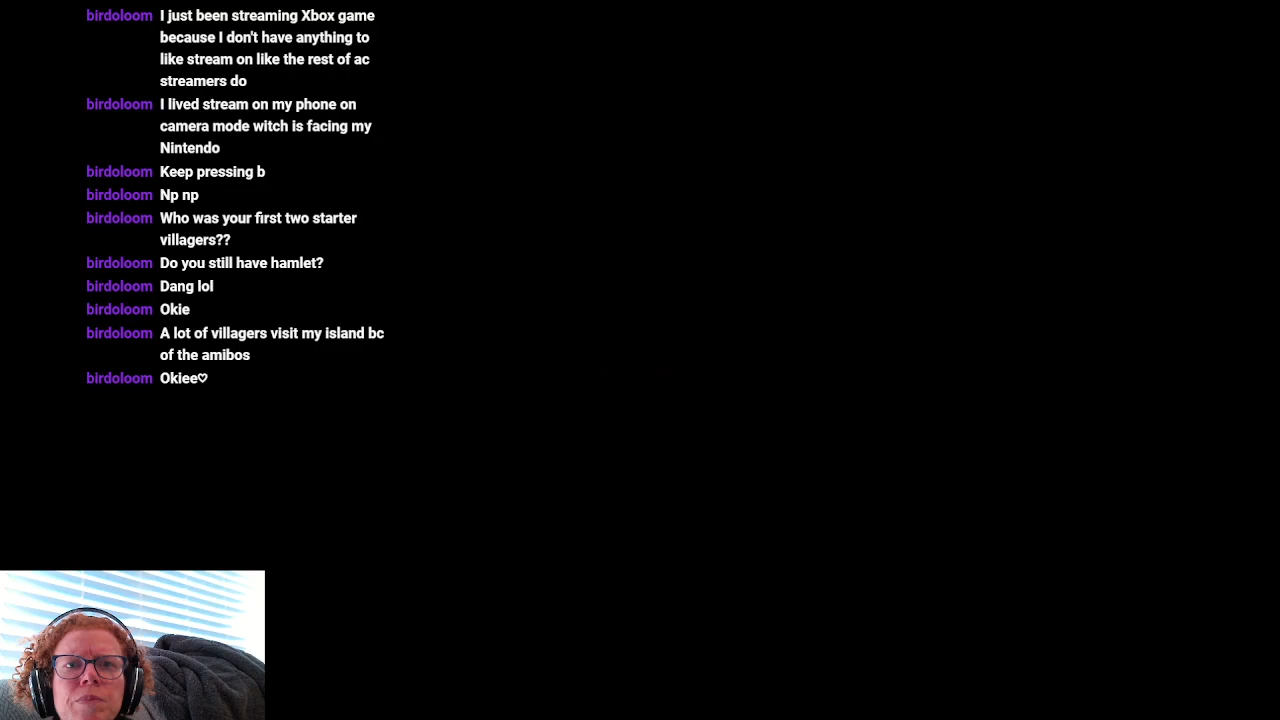 birdoloom I just been streaming Xbox game
because I don't have anything to
like stream on like the rest of ac
streamers do
birdoloom I lived stream on my phone on
camera mode witch is facing my
Nintendo
birdoloom Keep pressing b
birdoloom Np np
birdoloom Who was your first two starter
villagers??
birdoloom Do you still have hamlet?
birdoloom Dang lol
birdoloom Okie
birdoloom A lot of villagers visit my island bc
of the amibos
birdoloom Okiee♡